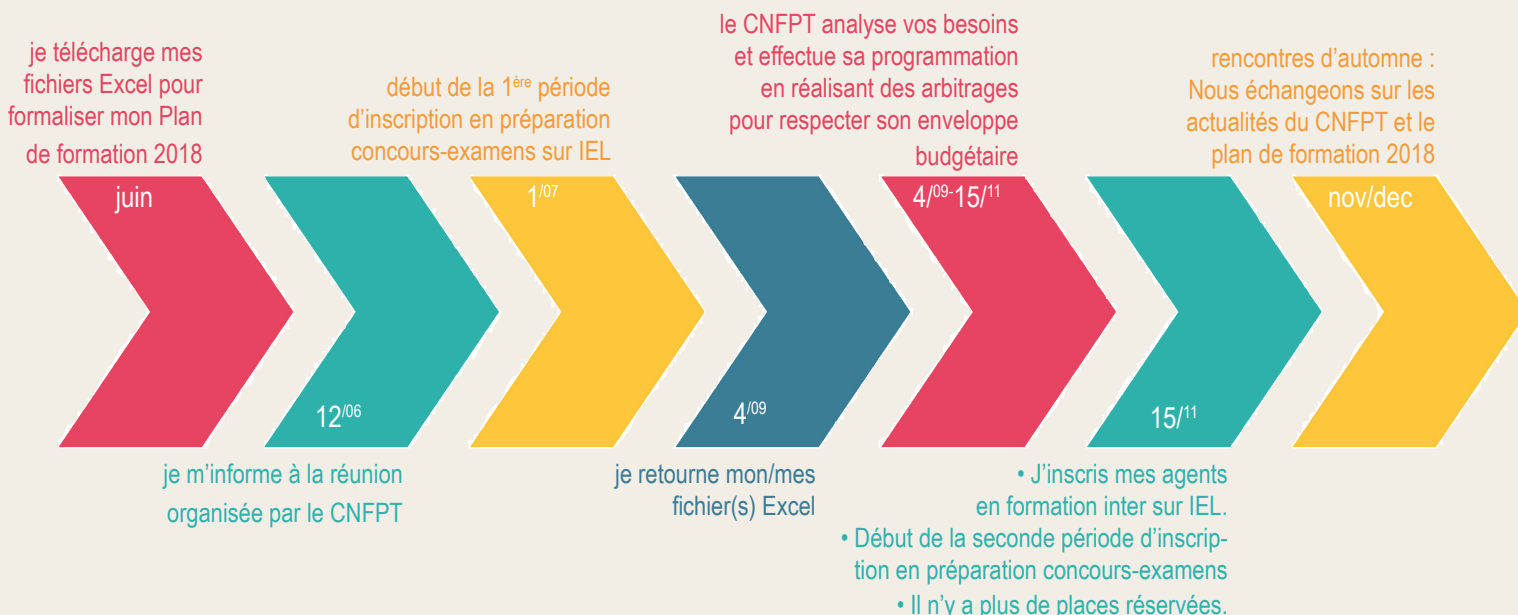 je télécharge mes
fichiers Excel pour
formaliser mon Plan
de formation 2018
juin
12/06
je m'informe à la réunion
organisée par le CNFPT
début de la 1ère période
d'inscription en préparation
concours-examens sur IEL
1/07
4/09
je retourne mon/mes
fichier(s) Excel
le CNFPT analyse vos besoins
et effectue sa programmation
en réalisant des arbitrages
pour respecter son enveloppe
budgétaire
4/09-15/11
15/11
• J'inscris mes agents
en formation inter sur IEL.
• Début de la seconde période d'inscrip-
tion en préparation concours-examens
• Il n'y a plus de places réservées.
rencontres d'automne :
Nous échangeons sur les
actualités du CNFPT et le
plan de formation 2018
nov/dec